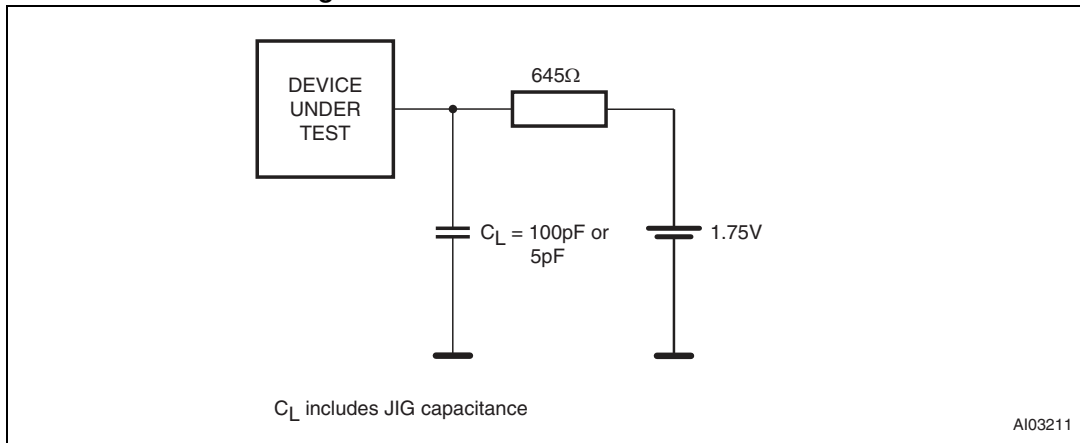 DEVICE
UNDER
TEST
645Ω
CL = 100pF or
5pF
1.75V
CL includes JIG capacitance
AI03211